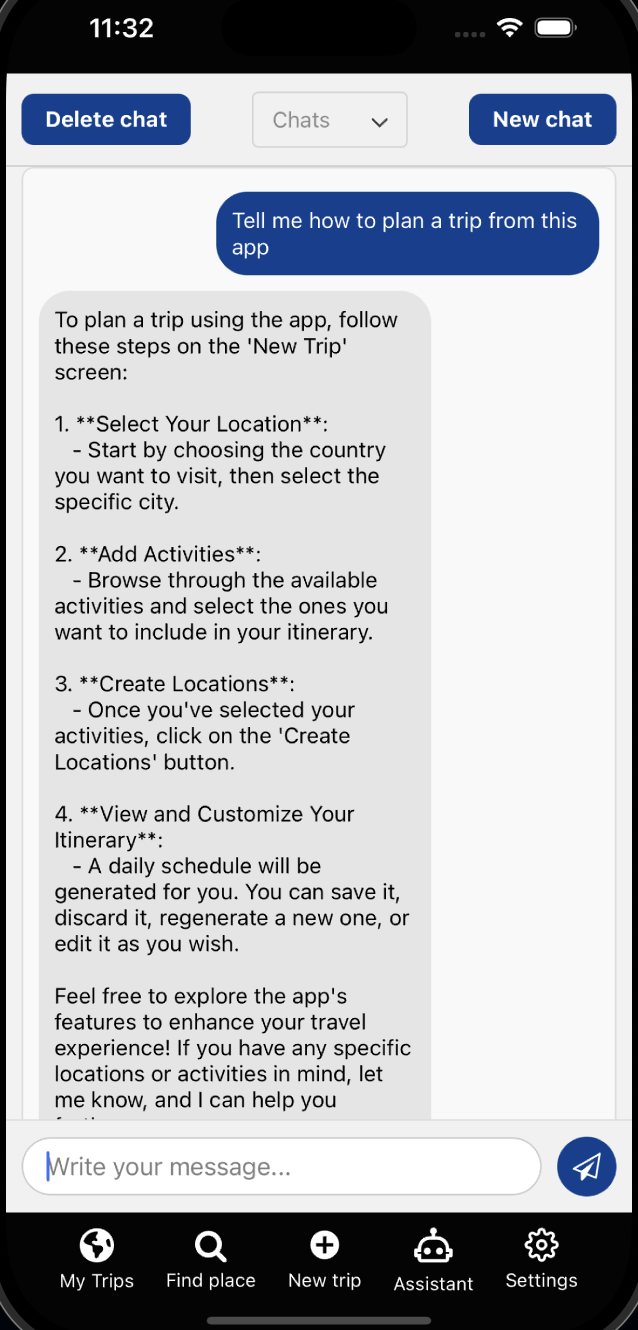 11:32
Delete chat
Chats
New chat
Tell me how to plan a trip from this
app
To plan a trip using the app, follow
these steps on the 'New Trip'
screen:
1. **Select Your Location**:
- Start by choosing the country
you want to visit, then select the
specific city.
2. **Add Activities**:
- Browse through the available
activities and select the ones you
want to include in your itinerary.
3. **Create Locations**:
- Once you've selected your
activities, click on the 'Create
Locations' button.
4. **View and Customize Your
Itinerary**:
- A daily schedule will be
generated for you. You can save it,
discard it, regenerate a new one, or
edit it as you wish.
Feel free to explore the app's
features to enhance your travel
experience! If you have any specific
locations or activities in mind, let
me know, and I can help you
Write your message...
My Trips
Find place
New trip
Assistant
Settings